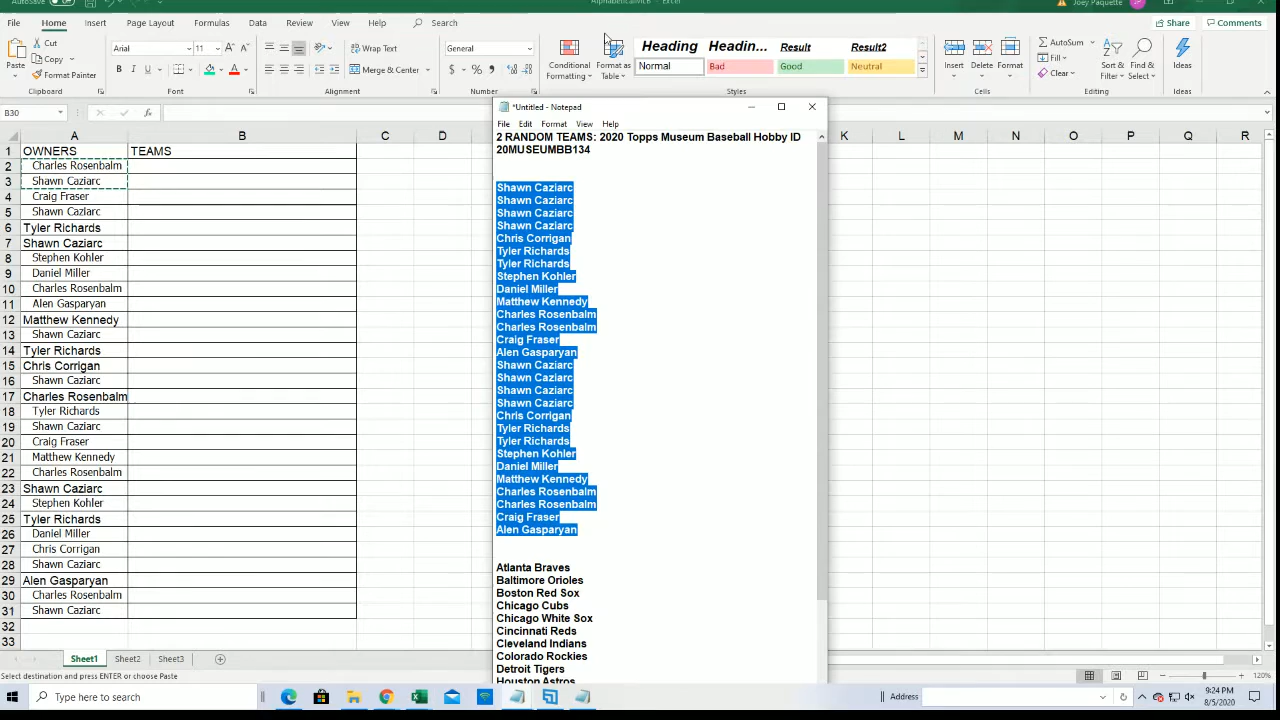 AlphabeticalMLB - Excel
Joey Paquette
File Home Insert Page Layout Formulas Data Review View Help Search Share Comments
Cut
Copy
Format Painter
Paste
Arial 11
Wrap Text
Merge & Center
General
Conditional Formatting
Format as Table
Heading Headin... Result Result2
Normal Bad Good Neutral
Insert Delete Format
AutoSum
Fill
Clear
Sort & Filter
Find & Select
Ideas
Clipboard Font Alignment Number Styles Cells Editing Ideas
B30
A B C D J K L M N O P Q R
1 OWNERS TEAMS
2 Charles Rosenbalm
3 Shawn Caziarc
4 Craig Fraser
5 Shawn Caziarc
6 Tyler Richards
7 Shawn Caziarc
8 Stephen Kohler
9 Daniel Miller
10 Charles Rosenbalm
11 Alen Gasparyan
12 Matthew Kennedy
13 Shawn Caziarc
14 Tyler Richards
15 Chris Corrigan
16 Shawn Caziarc
17 Charles Rosenbalm
18 Tyler Richards
19 Shawn Caziarc
20 Craig Fraser
21 Matthew Kennedy
22 Charles Rosenbalm
23 Shawn Caziarc
24 Stephen Kohler
25 Tyler Richards
26 Daniel Miller
27 Chris Corrigan
28 Shawn Caziarc
29 Alen Gasparyan
30 Charles Rosenbalm
31 Shawn Caziarc
32
33
*Untitled - Notepad
File Edit Format View Help
2 RANDOM TEAMS: 2020 Topps Museum Baseball Hobby ID
20MUSEUMBB134
Shawn Caziarc
Shawn Caziarc
Shawn Caziarc
Shawn Caziarc
Chris Corrigan
Tyler Richards
Tyler Richards
Stephen Kohler
Daniel Miller
Matthew Kennedy
Charles Rosenbalm
Charles Rosenbalm
Craig Fraser
Alen Gasparyan
Shawn Caziarc
Shawn Caziarc
Shawn Caziarc
Shawn Caziarc
Chris Corrigan
Tyler Richards
Tyler Richards
Stephen Kohler
Daniel Miller
Matthew Kennedy
Charles Rosenbalm
Charles Rosenbalm
Craig Fraser
Alen Gasparyan
Atlanta Braves
Baltimore Orioles
Boston Red Sox
Chicago Cubs
Chicago White Sox
Cincinnati Reds
Cleveland Indians
Colorado Rockies
Detroit Tigers
Houston Astros
Sheet1 Sheet2 Sheet3
Select destination and press ENTER or choose Paste
120%
Type here to search
Address
9:24 PM
8/5/2020